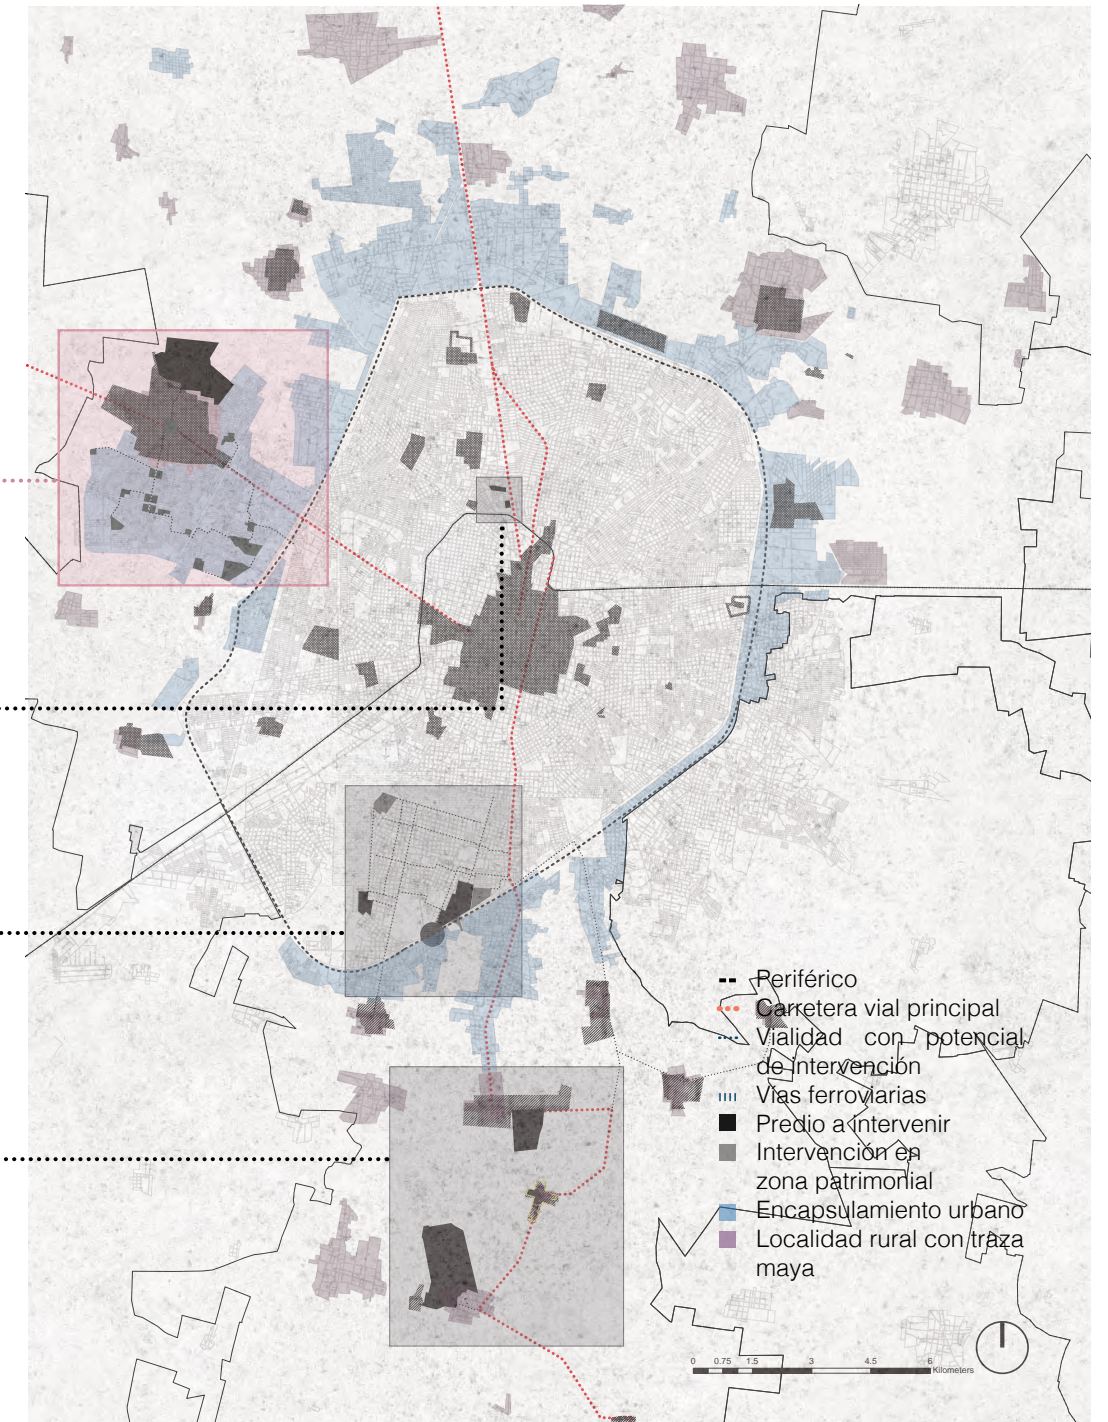 Periférico
Carretera vial principal
Vialidad con potencial
de intervención
Vías ferroviarias
Predio a intervenir
Intervención en
zona patrimonial
Encapsulamiento urbano
Localidad rural con traza
maya
0 0.75 1.5 3 4.5 6
Kilometers